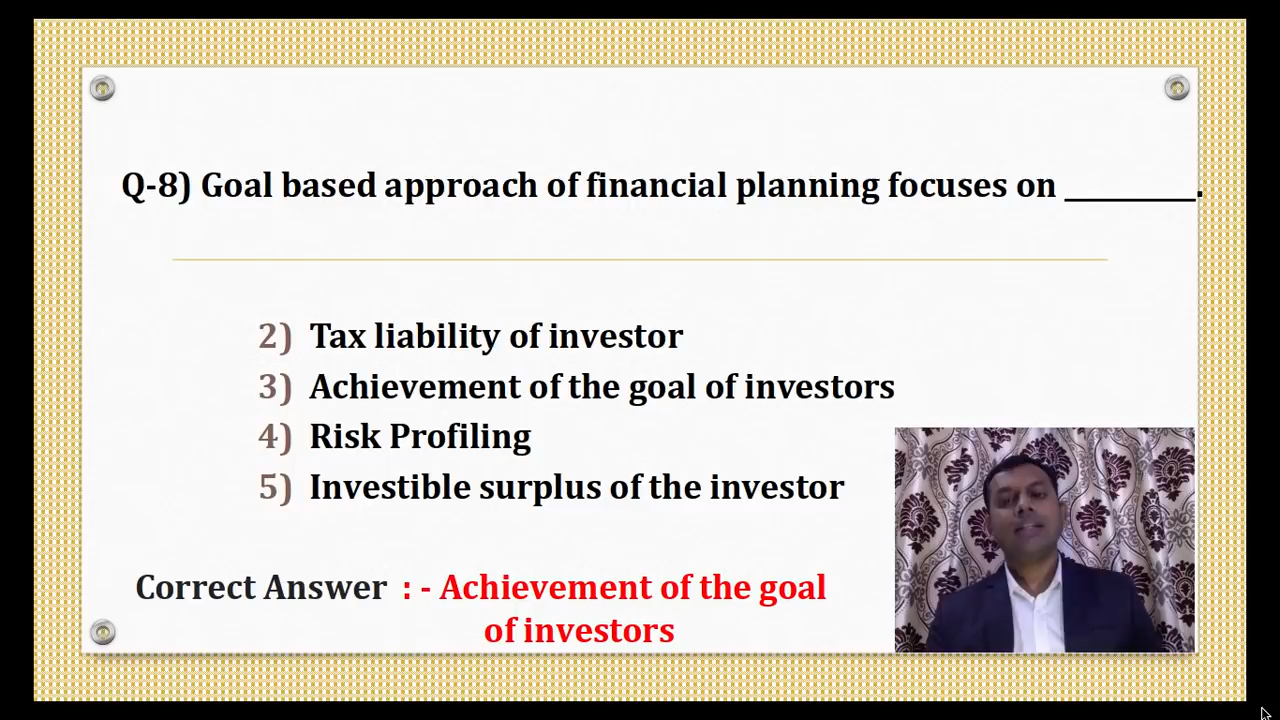 Q-8) Goal based approach of financial planning focuses on ________.
2) Tax liability of investor
3) Achievement of the goal of investors
4) Risk Profiling
5) Investible surplus of the investor
Correct Answer : - Achievement of the goal
of investors